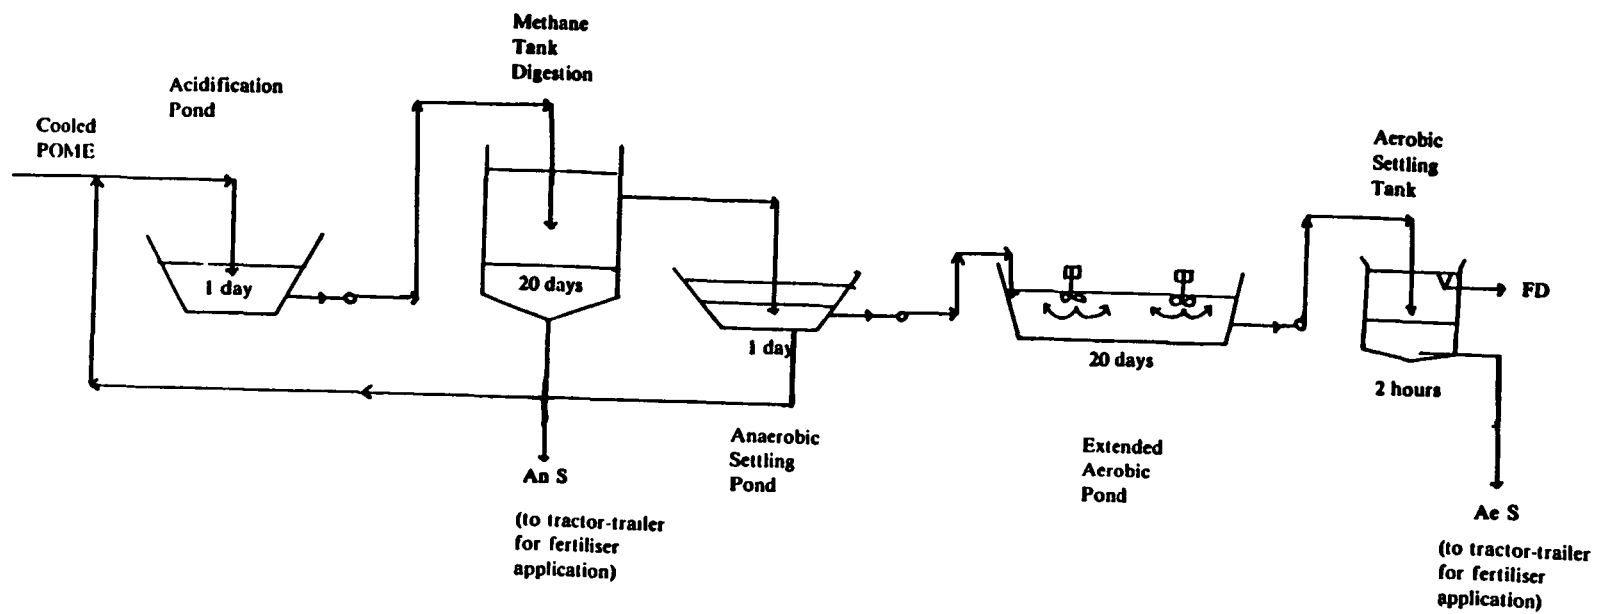 Cooled
POME
Acidification
Pond
1 day
Methane
Tank
Digestion
20 days
An S
(to tractor-trailer
for fertiliser
application)
1 day
Anaerobic
Settling
Pond
20 days
Extended
Aerobic
Pond
Aerobic
Settling
Tank
FD
2 hours
Ae S
(to tractor-trailer
for fertiliser
application)